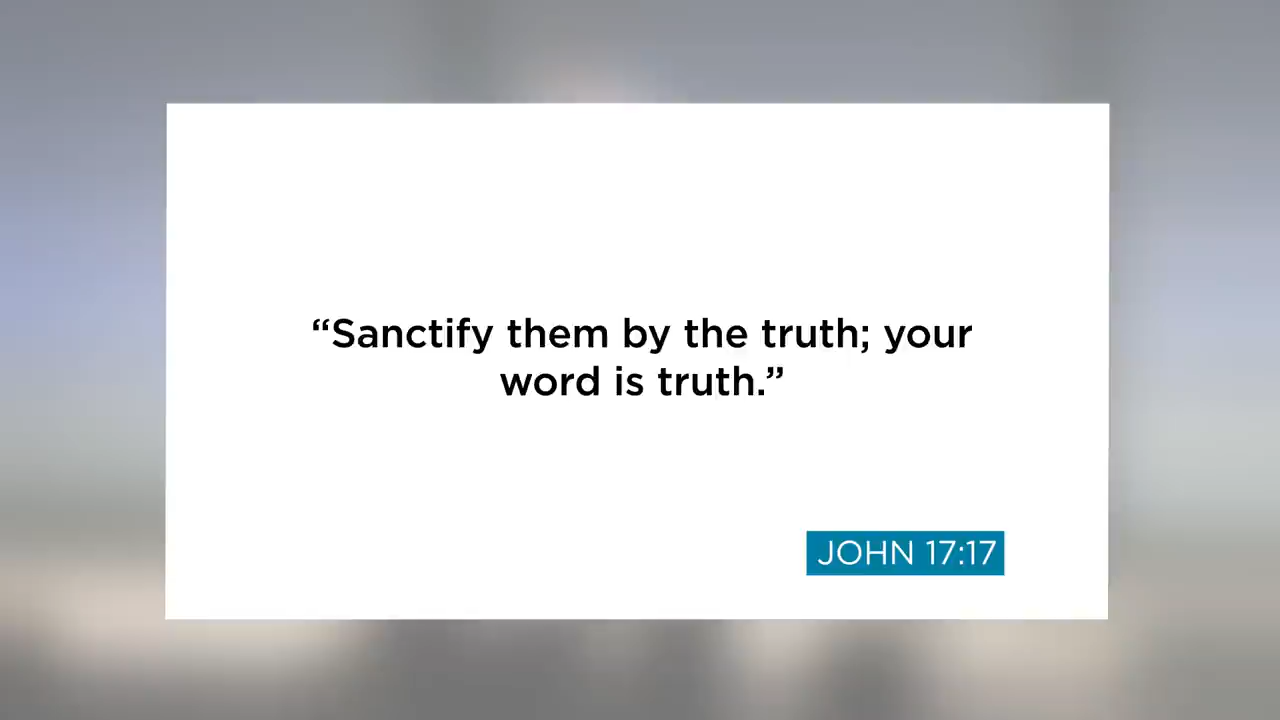 “Sanctify them by the truth; your
word is truth.”
JOHN 17:17